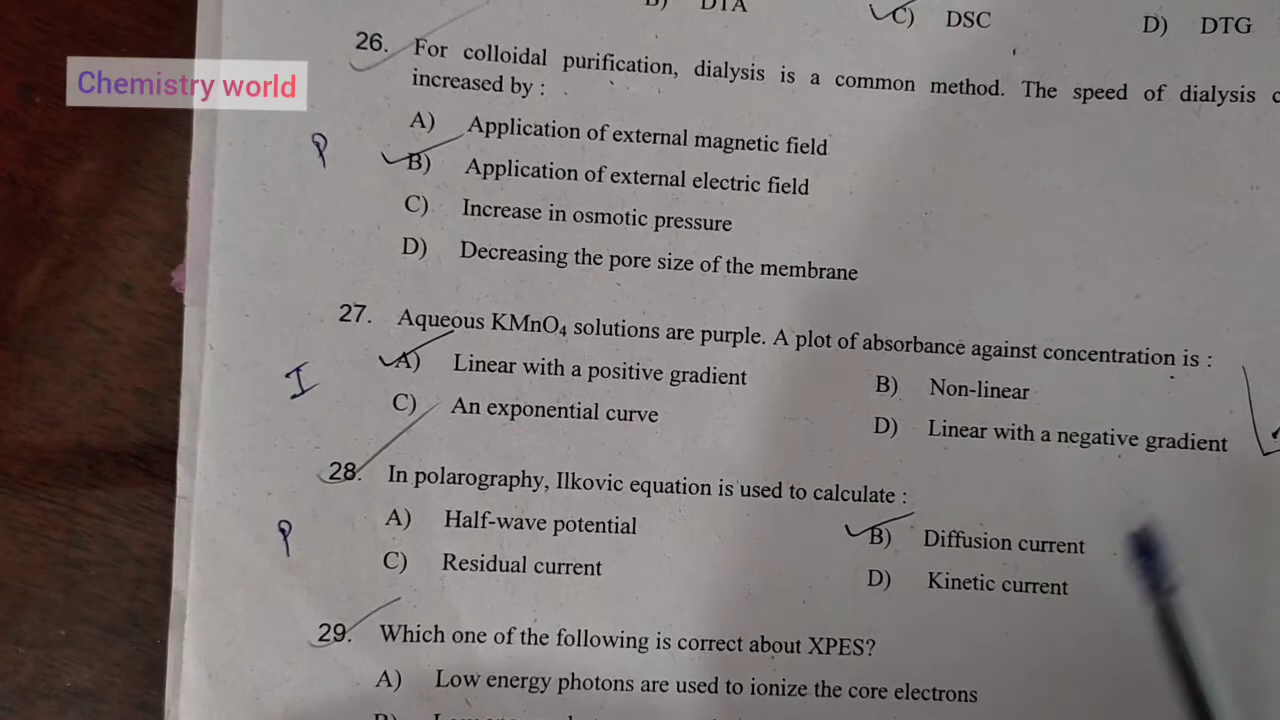 DTA C) DSC D) DTG
26. For colloidal purification, dialysis is a common method. The speed of dialysis
Chemistry world
increased by :
A) Application of external magnetic field
P
B) Application of external electric field
C) Increase in osmotic pressure
D) Decreasing the pore size of the membrane
27. Aqueous KMnO₄ solutions are purple. A plot of absorbance against concentration is :
I
A) Linear with a positive gradient B) Non-linear
C) An exponential curve D) Linear with a negative gradient
28. In polarography, Ilkovic equation is used to calculate :
P
A) Half-wave potential B) Diffusion current
C) Residual current D) Kinetic current
29. Which one of the following is correct about XPES?
A) Low energy photons are used to ionize the core electrons